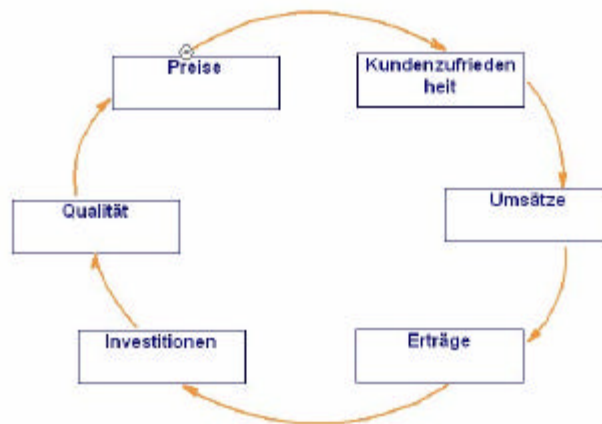 Preise
Kundenzufrieden
heit
Umsätze
Erträge
Investitionen
Qualität